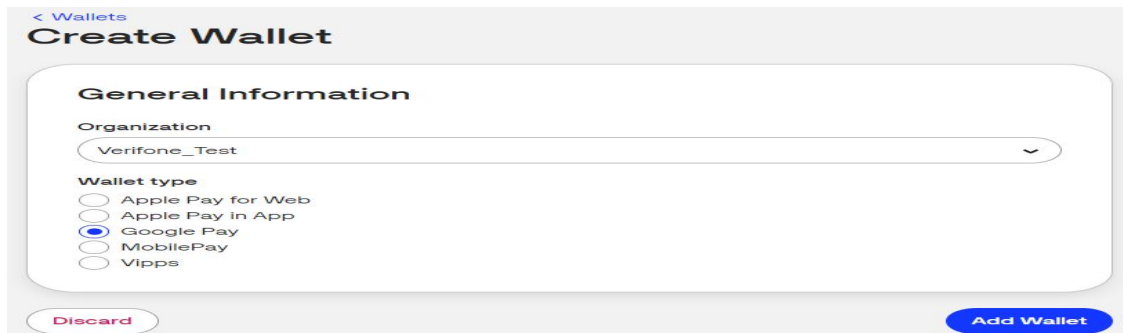 < Wallets
Create Wallet
General Information
Organization
Verifone_Test
Wallet type
Apple Pay for Web
Apple Pay in App
Google Pay
MobilePay
Vipps
Discard
Add Wallet